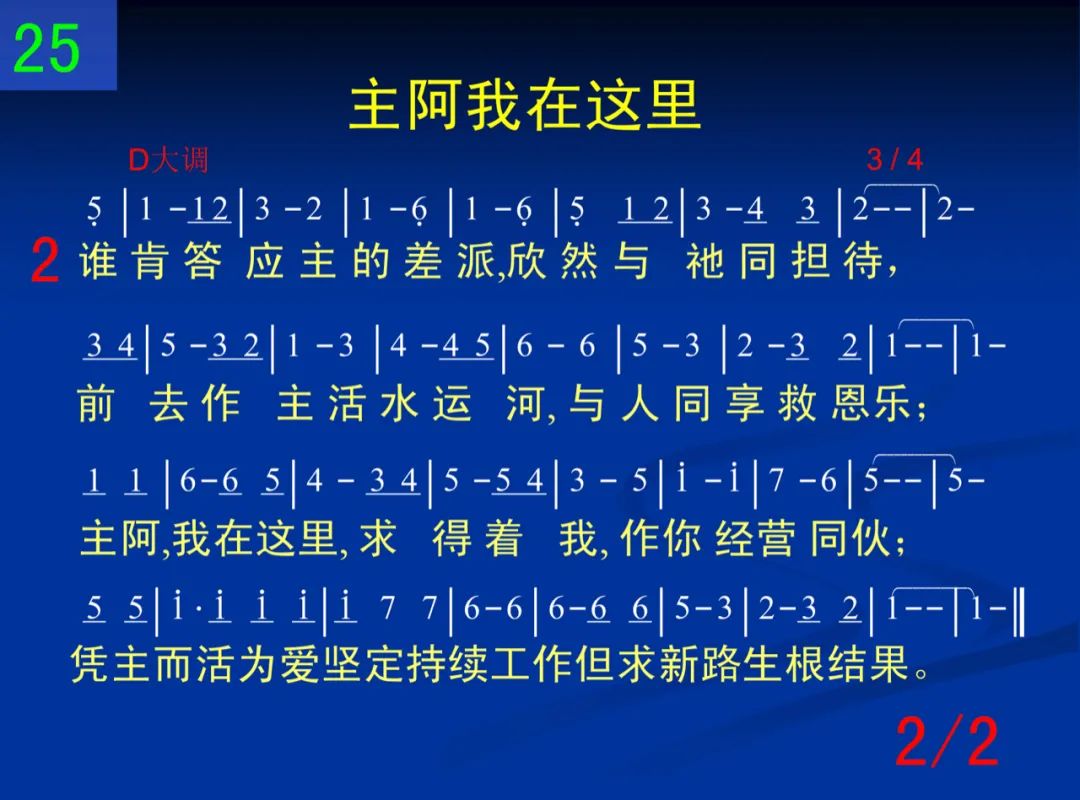 25
主阿我在这里
D大调 3 / 4
5̣ |1 -1̲2̲|3 -2 |1 -6̣ |1 -6̣ |5̣ 1̲ 2̲|3 -4̲ 3̲|2--|2-
2 谁肯答应主的差派,欣然与祂同担待，
3̲ 4̲|5 -3̲ 2̲|1 -3 |4 -4̲ 5̲|6 - 6 |5 -3 |2 -3̲ 2̲|1--|1-
前去作主活水运河,与人同享救恩乐；
1̲ 1̲ |6-6̲ 5̲|4 - 3̲ 4̲|5 -5̲ 4̲|3 - 5|i -i|7 -6|5--|5-
主阿,我在这里,求得着我,作你经营同伙；
5̲ 5̲|i·i̲ i̲ i̲|i̲ 7 7|6-6|6-6̲ 6̲|5-3|2-3̲ 2̲|1--|1-‖
凭主而活为爱坚定持续工作但求新路生根结果。
2/2